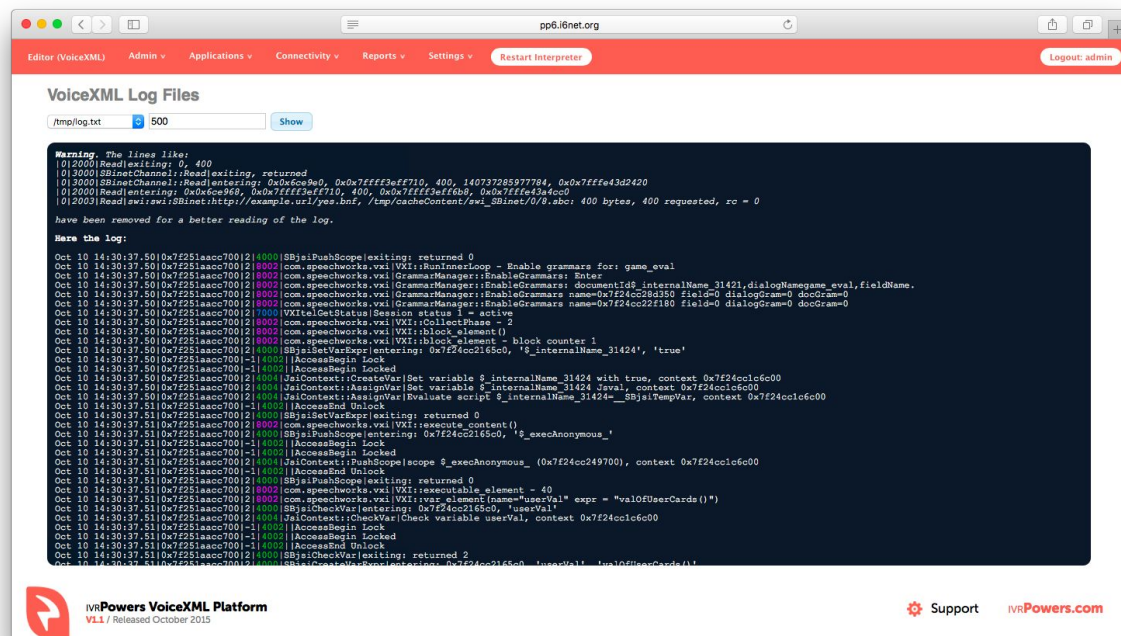 pp6.i6net.org
Editor (VoiceXML) Admin Applications Connectivity Reports Settings Restart Interpreter Logout: admin
VoiceXML Log Files
/tmp/log.txt 500 Show
Warning. The lines like:
|0|2000|Read|exiting: 0, 400
|0|3000|SBinetChannel::Read|exiting, returned
|0|3000|SBinetChannel::Read|entering: 0x0x6ce9e0, 0x0x7ffff3eff710, 400, 140737285977784, 0x0x7fffe43d2420
|0|2000|Read|entering: 0x0x6ce968, 0x0x7ffff3eff710, 400, 0x0x7ffff3eff6b8, 0x0x7fffe43a4cc0
|0|2003|Read|swi:swi:SBinet:http://example.url/yes.bnf, /tmp/cacheContent/swi_SBinet/0/8.sbc: 400 bytes, 400 requested, rc = 0
have been removed for a better reading of the log.
Here the log:
Oct 10 14:30:37.50|0x7f251aacc700|2|4000|SBjsiPushScope|exiting: returned 0
Oct 10 14:30:37.50|0x7f251aacc700|2|8002|com.speechworks.vxi|VXI::RunInnerLoop - Enable grammars for: game_eval
Oct 10 14:30:37.50|0x7f251aacc700|2|8002|com.speechworks.vxi|GrammarManager::EnableGrammars: Enter
Oct 10 14:30:37.50|0x7f251aacc700|2|8002|com.speechworks.vxi|GrammarManager::EnableGrammars: documentId$_internalName_31421,dialogNamegame_eval,fieldName.
Oct 10 14:30:37.50|0x7f251aacc700|2|8002|com.speechworks.vxi|GrammarManager::EnableGrammars name=0x7f24cc28d350 field=0 dialogGram=0 docGram=0
Oct 10 14:30:37.50|0x7f251aacc700|2|8002|com.speechworks.vxi|GrammarManager::EnableGrammars name=0x7f24cc22f180 field=0 dialogGram=0 docGram=0
Oct 10 14:30:37.50|0x7f251aacc700|2|7000|VXItelGetStatus|Session status 1 = active
Oct 10 14:30:37.50|0x7f251aacc700|2|8002|com.speechworks.vxi|VXI::CollectPhase - 2
Oct 10 14:30:37.50|0x7f251aacc700|2|8002|com.speechworks.vxi|VXI::block_element()
Oct 10 14:30:37.50|0x7f251aacc700|2|8002|com.speechworks.vxi|VXI::block_element - block counter 1
Oct 10 14:30:37.50|0x7f251aacc700|2|4000|SBjsiSetVarExpr|entering: 0x7f24cc2165c0, '$_internalName_31424', 'true'
Oct 10 14:30:37.50|0x7f251aacc700|-1|4002||AccessBegin Lock
Oct 10 14:30:37.50|0x7f251aacc700|-1|4002||AccessBegin Locked
Oct 10 14:30:37.50|0x7f251aacc700|2|4004|JsiContext::CreateVar|Set variable $_internalName_31424 with true, context 0x7f24cc1c6c00
Oct 10 14:30:37.50|0x7f251aacc700|2|4004|JsiContext::AssignVar|Set variable $_internalName_31424 Jsval, context 0x7f24cc1c6c00
Oct 10 14:30:37.50|0x7f251aacc700|2|4004|JsiContext::AssignVar|Evaluate script $_internalName_31424=__SBjsiTempVar, context 0x7f24cc1c6c00
Oct 10 14:30:37.51|0x7f251aacc700|-1|4002||AccessEnd Unlock
Oct 10 14:30:37.51|0x7f251aacc700|2|4000|SBjsiSetVarExpr|exiting: returned 0
Oct 10 14:30:37.51|0x7f251aacc700|2|8002|com.speechworks.vxi|VXI::execute_content()
Oct 10 14:30:37.51|0x7f251aacc700|2|4000|SBjsiPushScope|entering: 0x7f24cc2165c0, '$_execAnonymous_'
Oct 10 14:30:37.51|0x7f251aacc700|-1|4002||AccessBegin Lock
Oct 10 14:30:37.51|0x7f251aacc700|-1|4002||AccessBegin Locked
Oct 10 14:30:37.51|0x7f251aacc700|2|4004|JsiContext::PushScope|scope $_execAnonymous_ (0x7f24cc249700), context 0x7f24cc1c6c00
Oct 10 14:30:37.51|0x7f251aacc700|-1|4002||AccessEnd Unlock
Oct 10 14:30:37.51|0x7f251aacc700|2|4000|SBjsiPushScope|exiting: returned 0
Oct 10 14:30:37.51|0x7f251aacc700|2|8002|com.speechworks.vxi|VXI::executable_element - 40
Oct 10 14:30:37.51|0x7f251aacc700|2|8002|com.speechworks.vxi|VXI::var_element(name="userVal" expr = "valOfUserCards()")
Oct 10 14:30:37.51|0x7f251aacc700|2|4000|SBjsiCheckVar|entering: 0x7f24cc2165c0, 'userVal'
Oct 10 14:30:37.51|0x7f251aacc700|2|4004|JsiContext::CheckVar|Check variable userVal, context 0x7f24cc1c6c00
Oct 10 14:30:37.51|0x7f251aacc700|-1|4002||AccessBegin Lock
Oct 10 14:30:37.51|0x7f251aacc700|-1|4002||AccessBegin Locked
Oct 10 14:30:37.51|0x7f251aacc700|-1|4002||AccessEnd Unlock
Oct 10 14:30:37.51|0x7f251aacc700|2|4000|SBjsiCheckVar|exiting: returned 2
Oct 10 14:30:37.51|0x7f251aacc700|2|4000|SBjsiCreateVarExpr|entering: 0x7f24cc2165c0, 'userVal', 'valOfUserCards()'
IVRPowers VoiceXML Platform
V1.1 / Released October 2015
Support IVRPowers.com